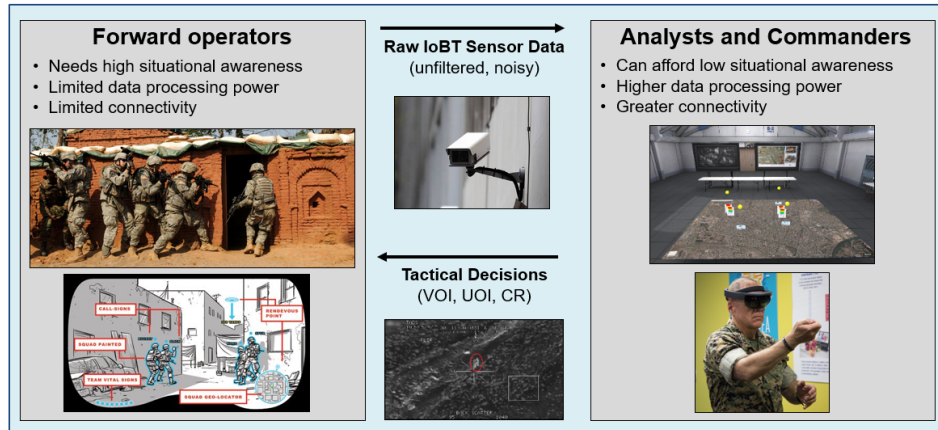 Forward operators
• Needs high situational awareness
• Limited data processing power
• Limited connectivity
CALL-SIGNS
RENDEVOUS
POINT
SQUAD PAINTED
TEAM VITAL SIGNS
SQUAD GEO-LOCATOR
Raw IoBT Sensor Data
(unfiltered, noisy)
Tactical Decisions
(VOI, UOI, CR)
Analysts and Commanders
• Can afford low situational awareness
• Higher data processing power
• Greater connectivity